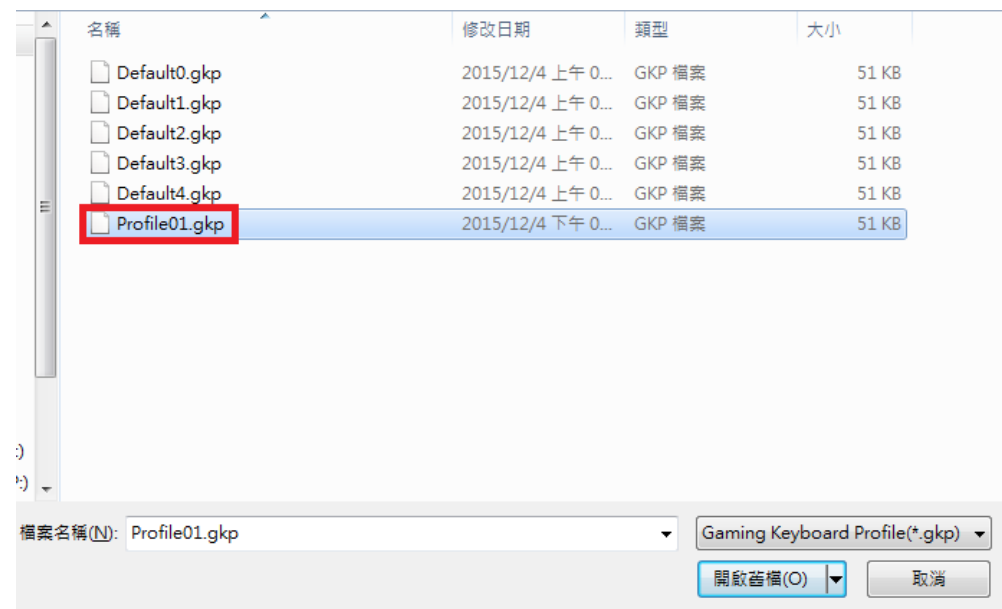 名稱 修改日期 類型 大小
Default0.gkp 2015/12/4 上午 0... GKP 檔案 51 KB
Default1.gkp 2015/12/4 上午 0... GKP 檔案 51 KB
Default2.gkp 2015/12/4 上午 0... GKP 檔案 51 KB
Default3.gkp 2015/12/4 上午 0... GKP 檔案 51 KB
Default4.gkp 2015/12/4 上午 0... GKP 檔案 51 KB
Profile01.gkp 2015/12/4 下午 0... GKP 檔案 51 KB
:)
:)
檔案名稱(N): Profile01.gkp Gaming Keyboard Profile(*.gkp)
開啟舊檔(O) 取消